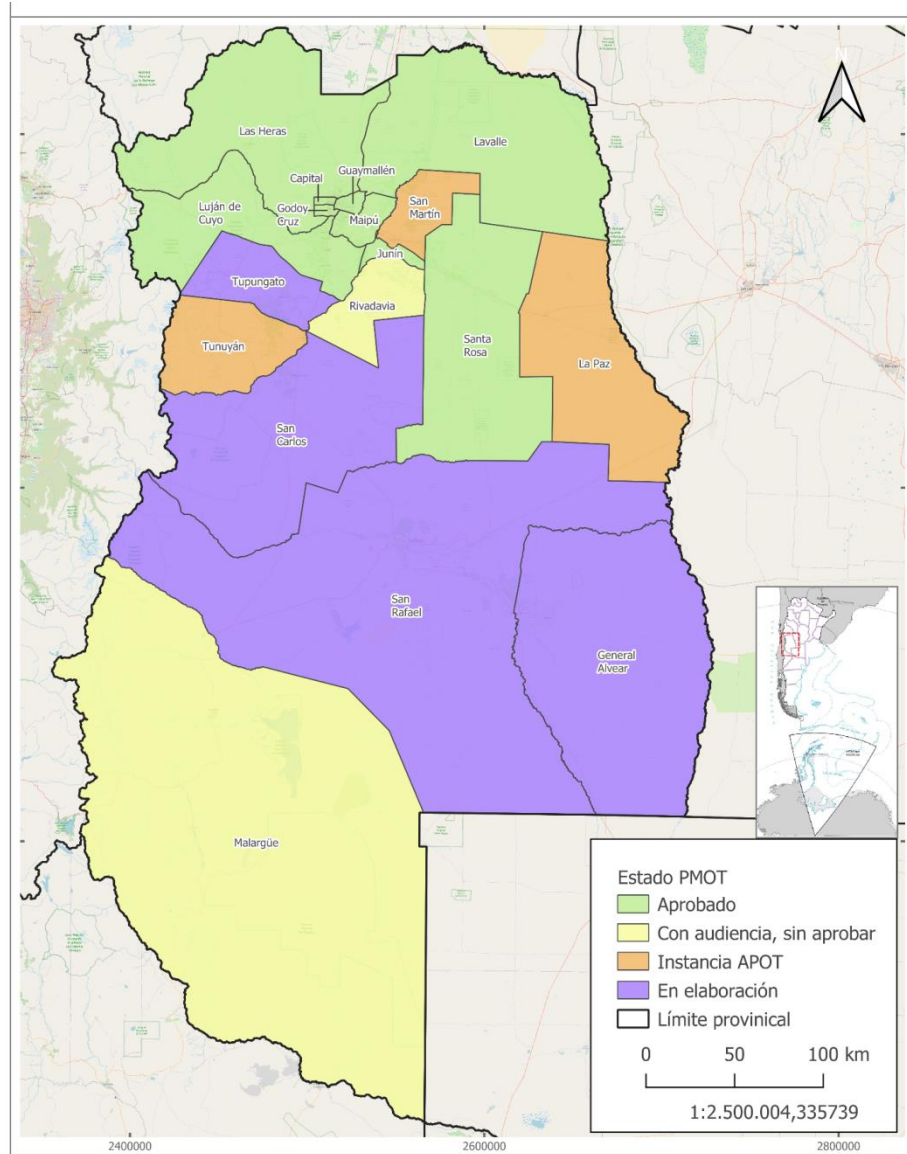 N
Las Heras
Lavalle
Capital
Guaymallén
San
Martín
Luján de
Cuyo
Godoy
Cruz
Maipú
Junín
Tupungato
Rivadavia
Tunuyán
Santa
Rosa
La Paz
San
Carlos
San
Rafael
General
Alvear
Malargüe
Estado PMOT
Aprobado
Con audiencia, sin aprobar
Instancia APOT
En elaboración
Límite provinical
0 50 100 km
1:2.500.004,335739
2400000 2600000 2800000